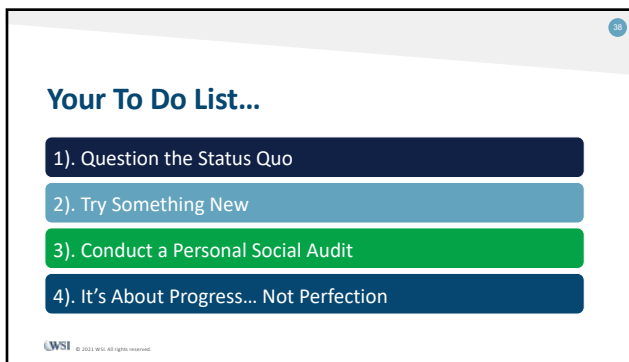 38
Your To Do List…
1). Question the Status Quo
2). Try Something New
3). Conduct a Personal Social Audit
4). It's About Progress… Not Perfection
WSI © 2021 WSI. All rights reserved.